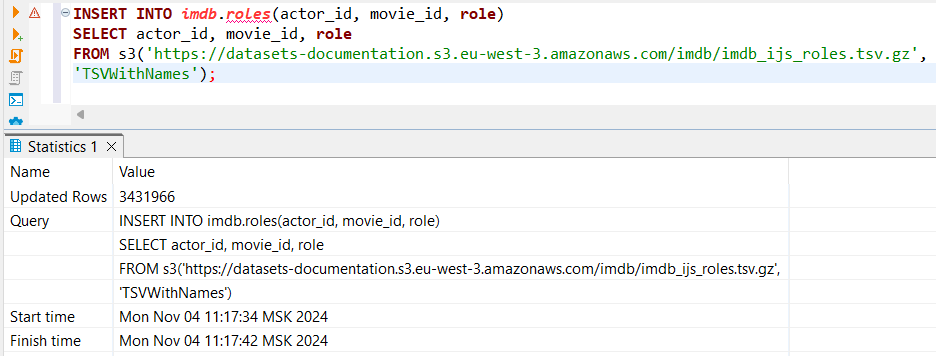 INSERT INTO imdb.roles(actor_id, movie_id, role)
SELECT actor_id, movie_id, role
FROM s3('https://datasets-documentation.s3.eu-west-3.amazonaws.com/imdb/imdb_ijs_roles.tsv.gz',
'TSVWithNames');
Statistics 1
Name Value
Updated Rows 3431966
Query INSERT INTO imdb.roles(actor_id, movie_id, role)
SELECT actor_id, movie_id, role
FROM s3('https://datasets-documentation.s3.eu-west-3.amazonaws.com/imdb/imdb_ijs_roles.tsv.gz',
'TSVWithNames')
Start time Mon Nov 04 11:17:34 MSK 2024
Finish time Mon Nov 04 11:17:42 MSK 2024